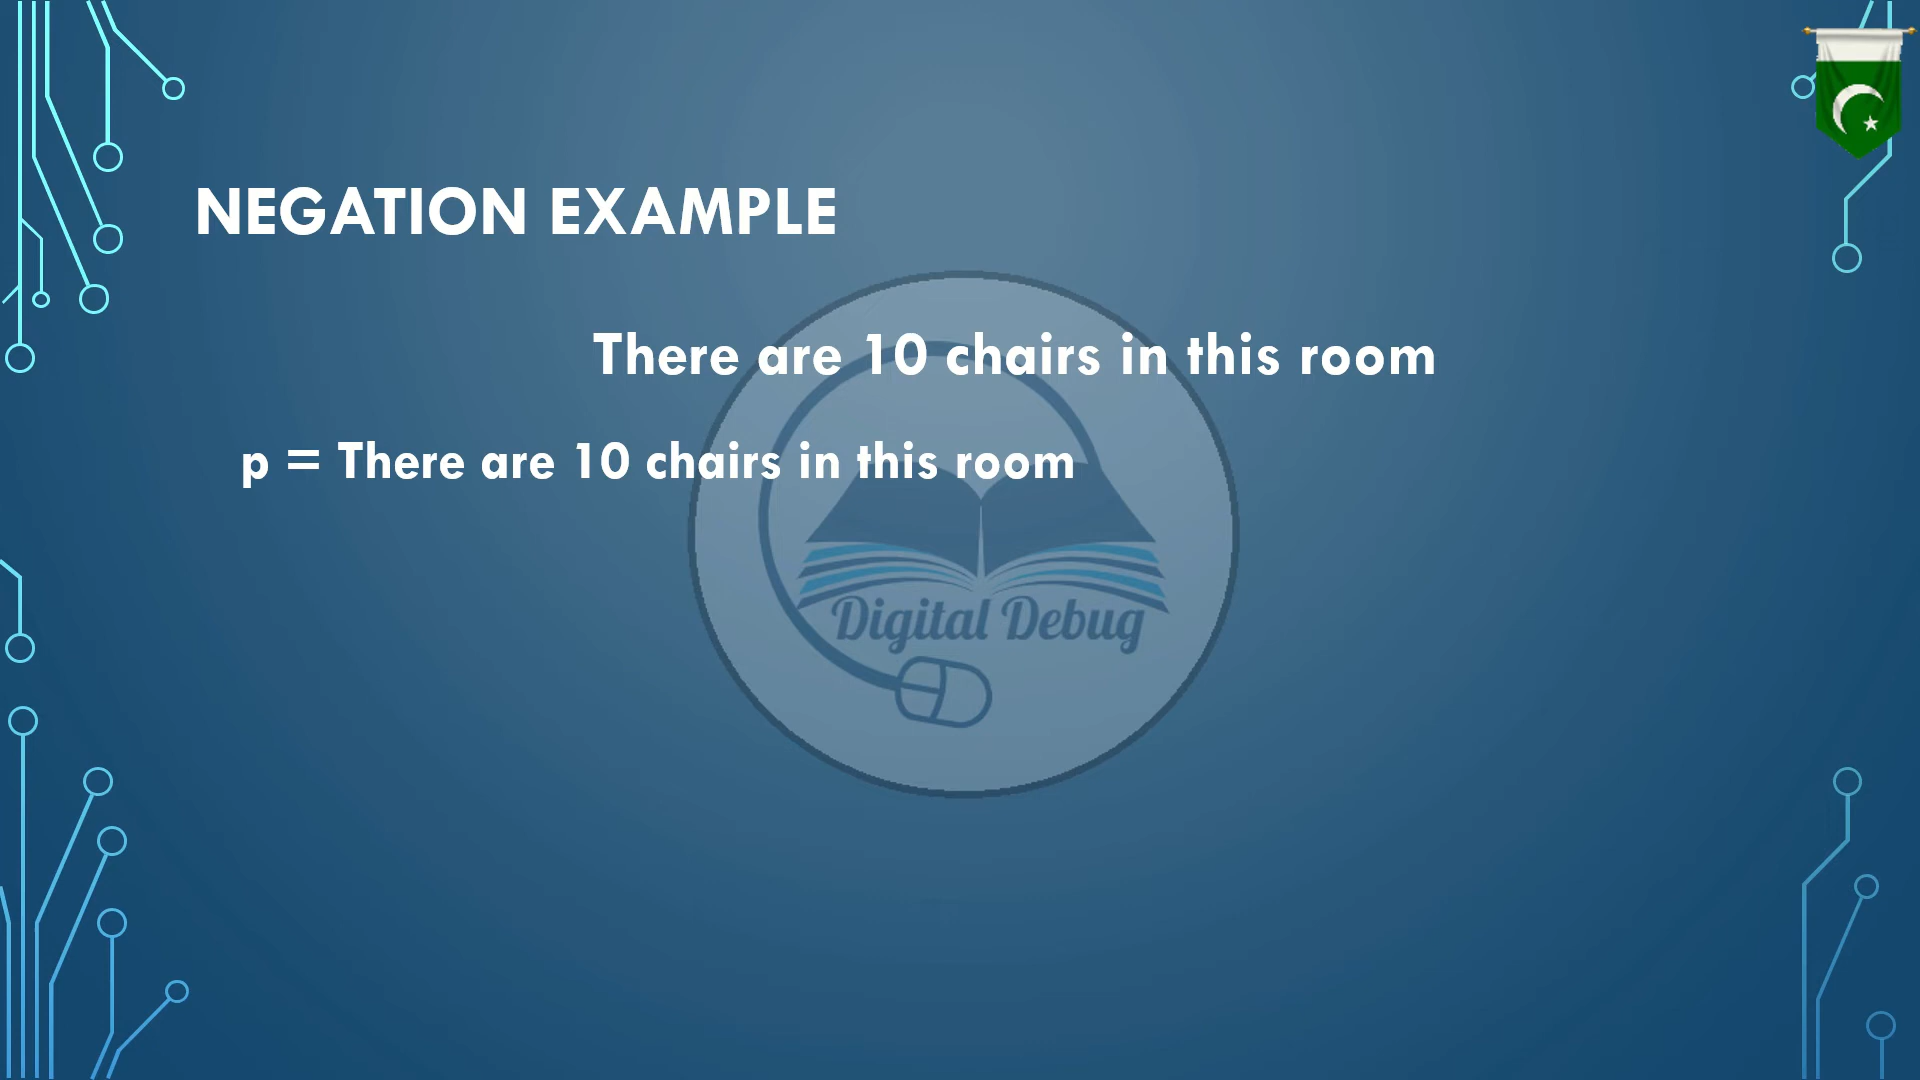 NEGATION EXAMPLE
There are 10 chairs in this room
p = There are 10 chairs in this room
Digital Debug